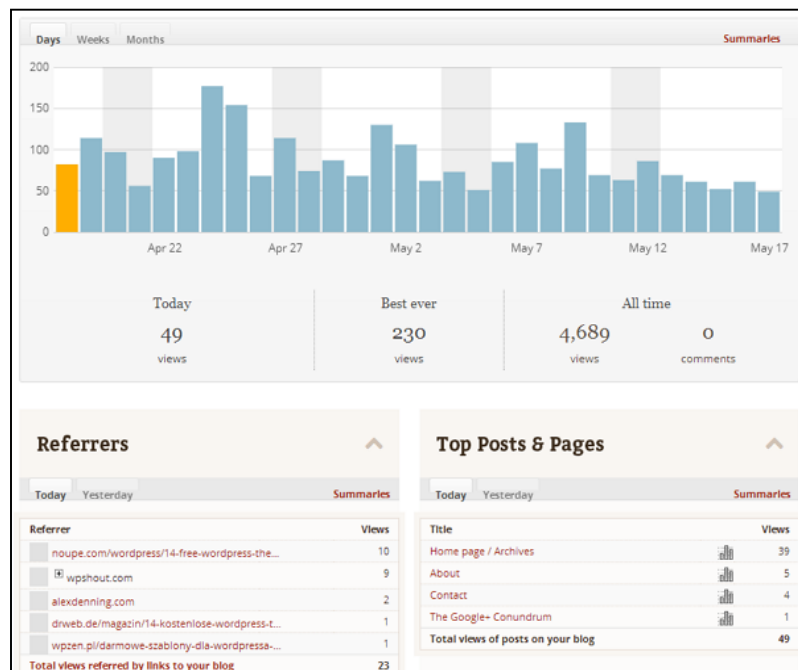 Days Weeks Months Summaries
200
150
100
50
0
Apr 22 Apr 27 May 2 May 7 May 12 May 17
Today Best ever All time
49 230 4,689 0
views views views comments
Referrers
Today Yesterday Summaries
Referrer Views
noupe.com/wordpress/14-free-wordpress-the... 10
wpshout.com 9
alexdenning.com 2
drweb.de/magazin/14-kostenlose-wordpress-t... 1
wpzen.pl/darmowe-szablony-dla-wordpressa-... 1
Total views referred by links to your blog 23
Top Posts & Pages
Today Yesterday Summaries
Title Views
Home page / Archives 39
About 5
Contact 4
The Google+ Conundrum 1
Total views of posts on your blog 49